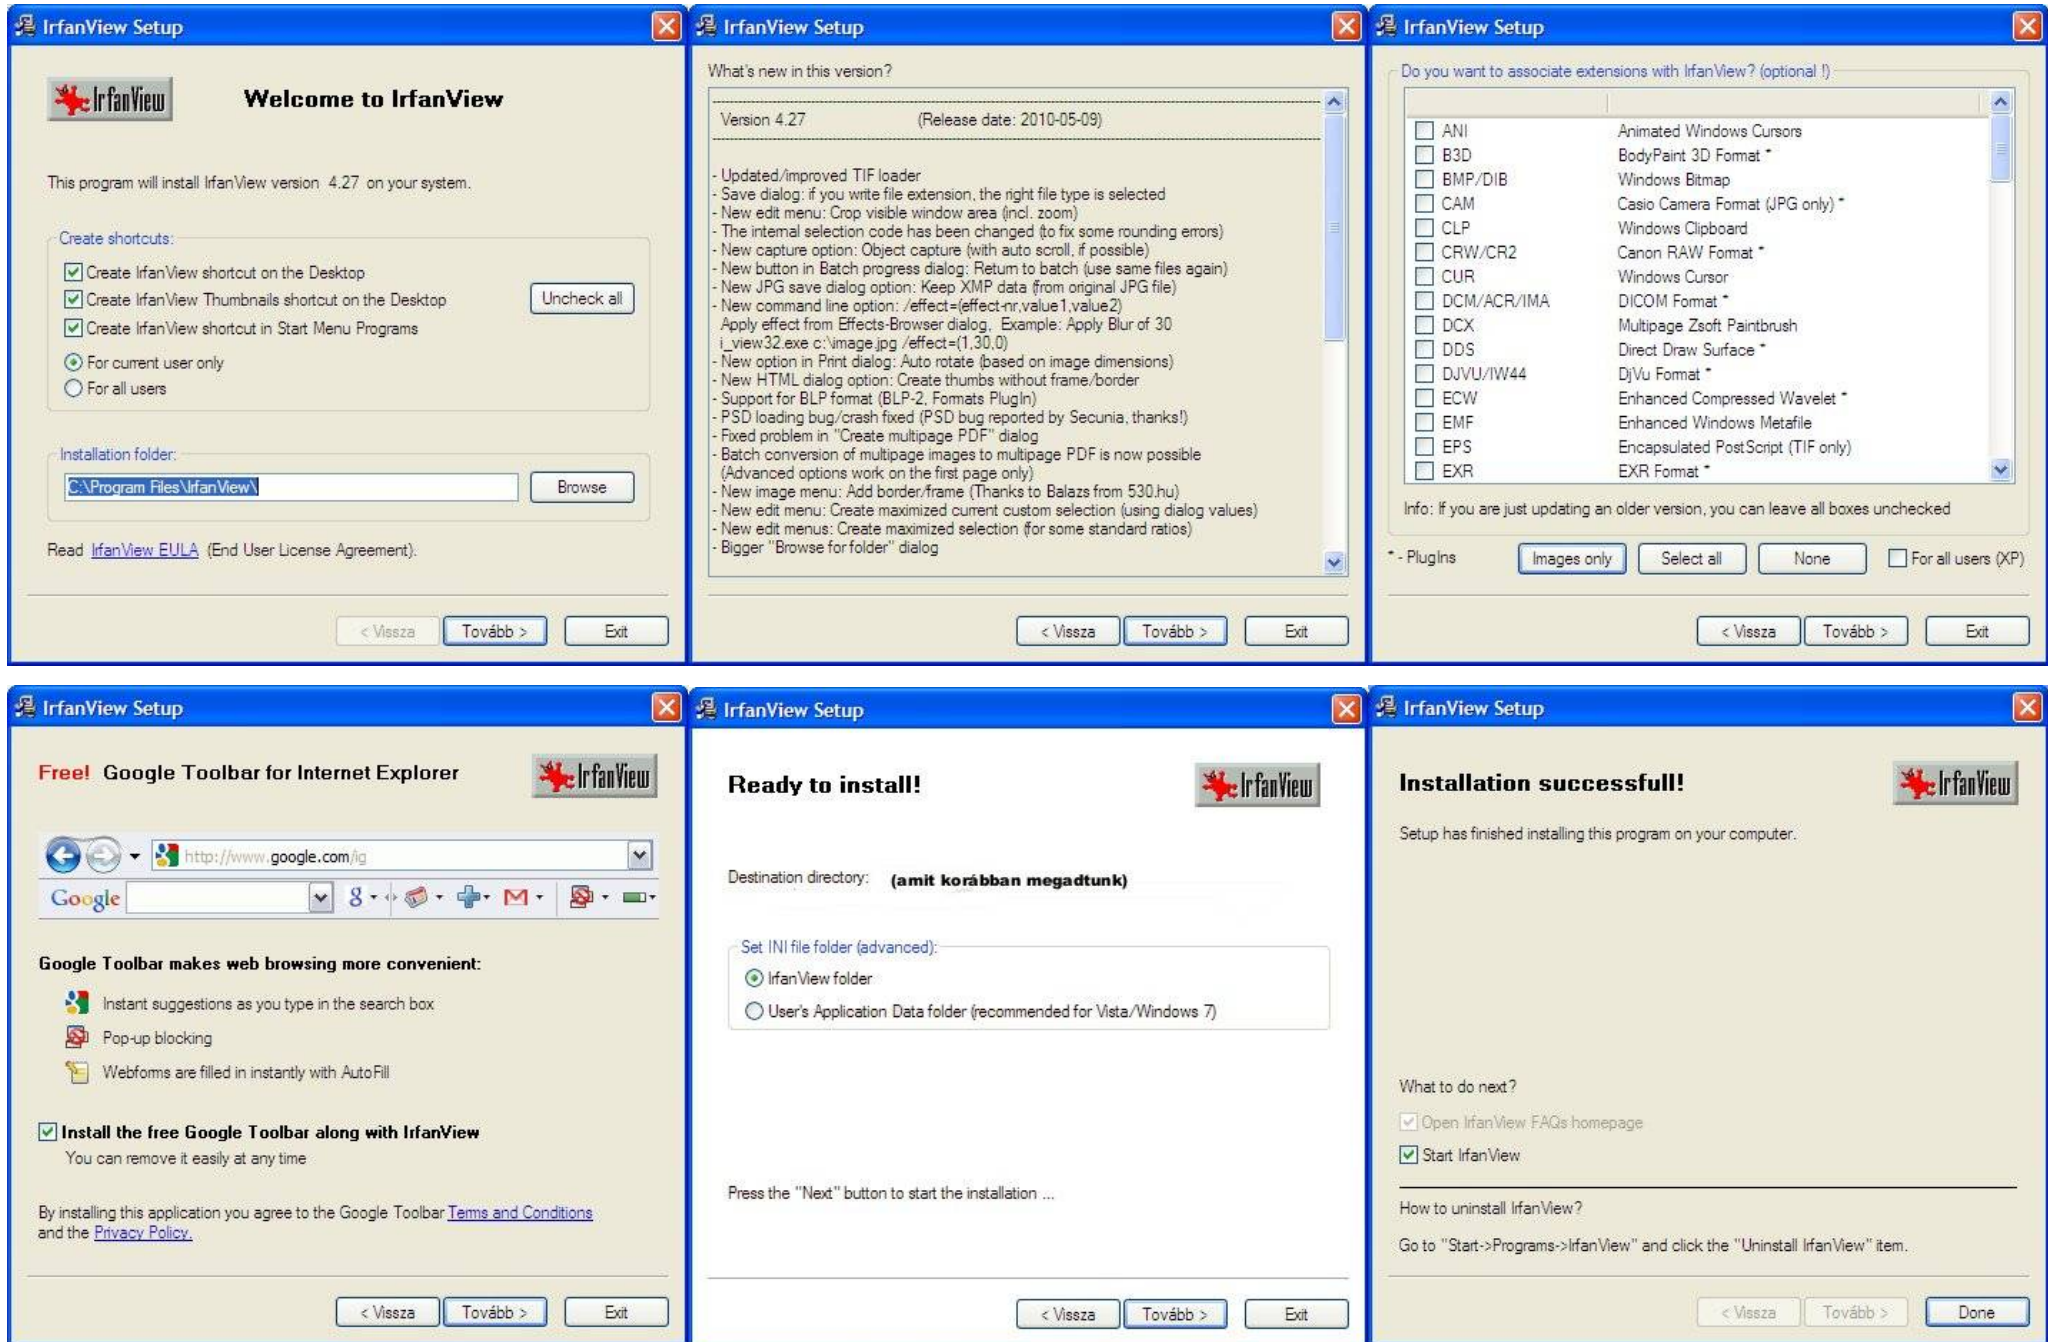 IrfanView Setup
IrfanView
Welcome to IrfanView
This program will install IrfanView version 4.27 on your system.
Create shortcuts:
Create IrfanView shortcut on the Desktop
Create IrfanView Thumbnails shortcut on the Desktop
Create IrfanView shortcut in Start Menu Programs
Uncheck all
For current user only
For all users
Installation folder:
C:\Program Files\IrfanView\
Browse
Read IrfanView EULA (End User License Agreement).
< Vissza
Tovább >
Exit
IrfanView Setup
What's new in this version?
Version 4.27 (Release date: 2010-05-09)
- Updated/improved TIF loader
- Save dialog: if you write file extension, the right file type is selected
- New edit menu: Crop visible window area (incl. zoom)
- The internal selection code has been changed (to fix some rounding errors)
- New capture option: Object capture (with auto scroll, if possible)
- New button in Batch progress dialog: Return to batch (use same files again)
- New JPG save dialog option: Keep XMP data (from original JPG file)
- New command line option: /effect=(effect-nr,value1,value2)
Apply effect from Effects-Browser dialog, Example: Apply Blur of 30
i_view32.exe c:\image.jpg /effect=(1,30,0)
- New option in Print dialog: Auto rotate (based on image dimensions)
- New HTML dialog option: Create thumbs without frame/border
- Support for BLP format (BLP-2, Formats PlugIn)
- PSD loading bug/crash fixed (PSD bug reported by Secunia, thanks!)
- Fixed problem in "Create multipage PDF" dialog
- Batch conversion of multipage images to multipage PDF is now possible
(Advanced options work on the first page only)
- New image menu: Add border/frame (Thanks to Balazs from 530.hu)
- New edit menu: Create maximized current custom selection (using dialog values)
- New edit menus: Create maximized selection (for some standard ratios)
- Bigger "Browse for folder" dialog
< Vissza
Tovább >
Exit
IrfanView Setup
Do you want to associate extensions with IrfanView? (optional !)
ANI Animated Windows Cursors
B3D BodyPaint 3D Format *
BMP/DIB Windows Bitmap
CAM Casio Camera Format (JPG only) *
CLP Windows Clipboard
CRW/CR2 Canon RAW Format *
CUR Windows Cursor
DCM/ACR/IMA DICOM Format *
DCX Multipage Zsoft Paintbrush
DDS Direct Draw Surface *
DJVU/IW44 DjVu Format *
ECW Enhanced Compressed Wavelet *
EMF Enhanced Windows Metafile
EPS Encapsulated PostScript (TIF only)
EXR EXR Format *
Info: If you are just updating an older version, you can leave all boxes unchecked
* - PlugIns
Images only
Select all
None
For all users (XP)
< Vissza
Tovább >
Exit
IrfanView Setup
Free! Google Toolbar for Internet Explorer
IrfanView
http://www.google.com/ig
Google
Google Toolbar makes web browsing more convenient:
Instant suggestions as you type in the search box
Pop-up blocking
Webforms are filled in instantly with AutoFill
Install the free Google Toolbar along with IrfanView
You can remove it easily at any time
By installing this application you agree to the Google Toolbar Terms and Conditions
and the Privacy Policy.
< Vissza
Tovább >
Exit
IrfanView Setup
Ready to install!
IrfanView
Destination directory: (amit korábban megadtunk)
Set INI file folder (advanced):
IrfanView folder
User's Application Data folder (recommended for Vista/Windows 7)
Press the "Next" button to start the installation ...
< Vissza
Tovább >
Exit
IrfanView Setup
Installation successfull!
IrfanView
Setup has finished installing this program on your computer.
What to do next?
Open IrfanView FAQs homepage
Start IrfanView
How to uninstall IrfanView?
Go to "Start->Programs->IrfanView" and click the "Uninstall IrfanView" item.
< Vissza
Tovább >
Done